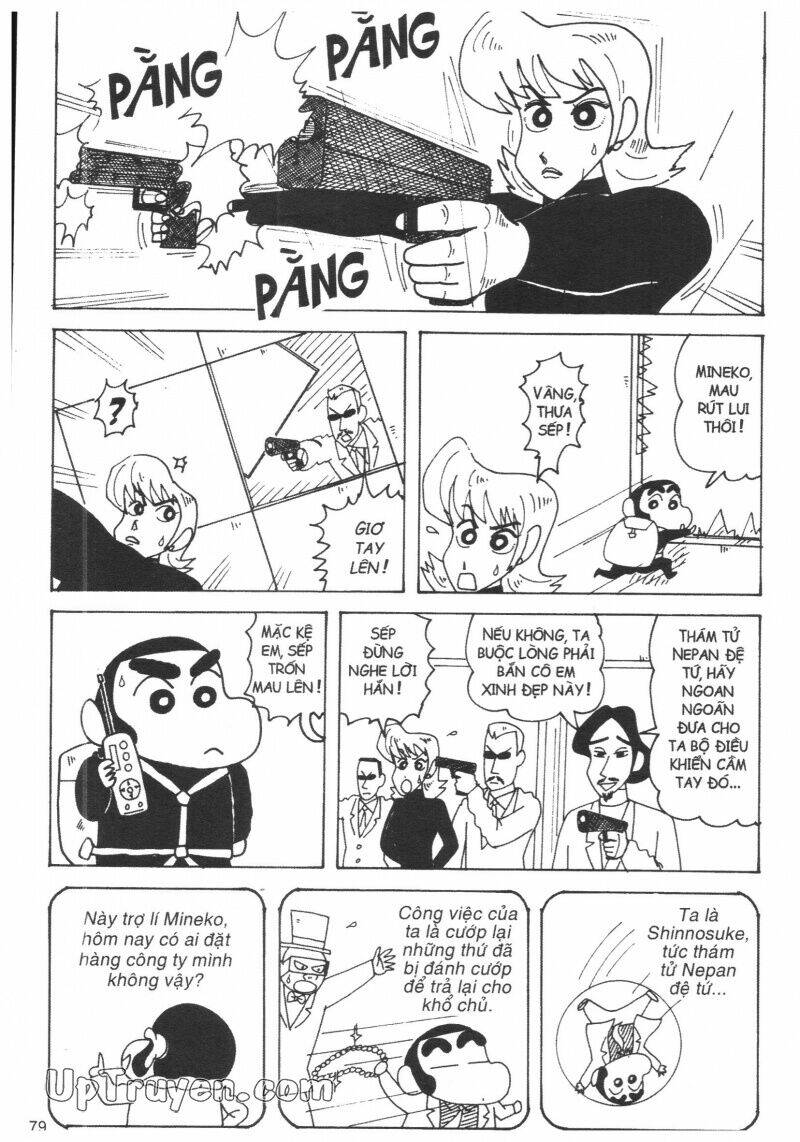 PẰNG
PẰNG
PẰNG
MINEKO,
MAU
RÚT LUI
THÔI!
VÂNG,
THƯA
SẾP!
?
GIƠ
TAY
LÊN!
THÁM TỬ
NEPAN ĐỆ
TỨ, HÃY
NGOAN
NGOÃN
ĐƯA CHO
TA BỘ ĐIỀU
KHIỂN CẦM
TAY ĐÓ...
NẾU KHÔNG, TA
BUỘC LÒNG PHẢI
BẮN CÔ EM
XINH ĐẸP NÀY!
SẾP
ĐỪNG
NGHE LỜI
HẮN!
MẶC KỆ
EM, SẾP
TRỐN
MAU LÊN!
Ta là
Shinnosuke,
tức thám
tử Nepan
đệ tứ...
Công việc của
ta là cướp lại
những thứ đã
bị đánh cướp
để trả lại cho
khổ chủ.
Này trợ lí Mineko,
hôm nay có ai đặt
hàng công ty mình
không vậy?
UpTruyen.com
79